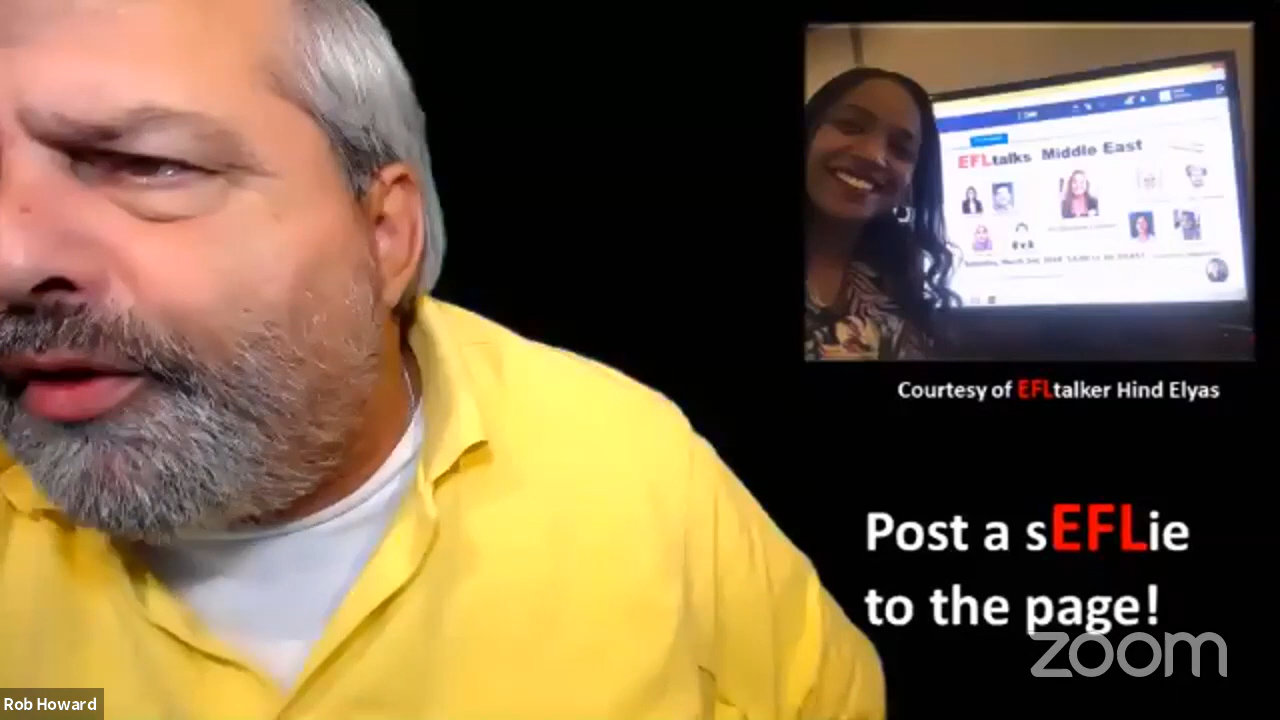 EFLtalks Middle East
Courtesy of EFLtalker Hind Elyas
Post a sEFLie
to the page!
zoom
Rob Howard